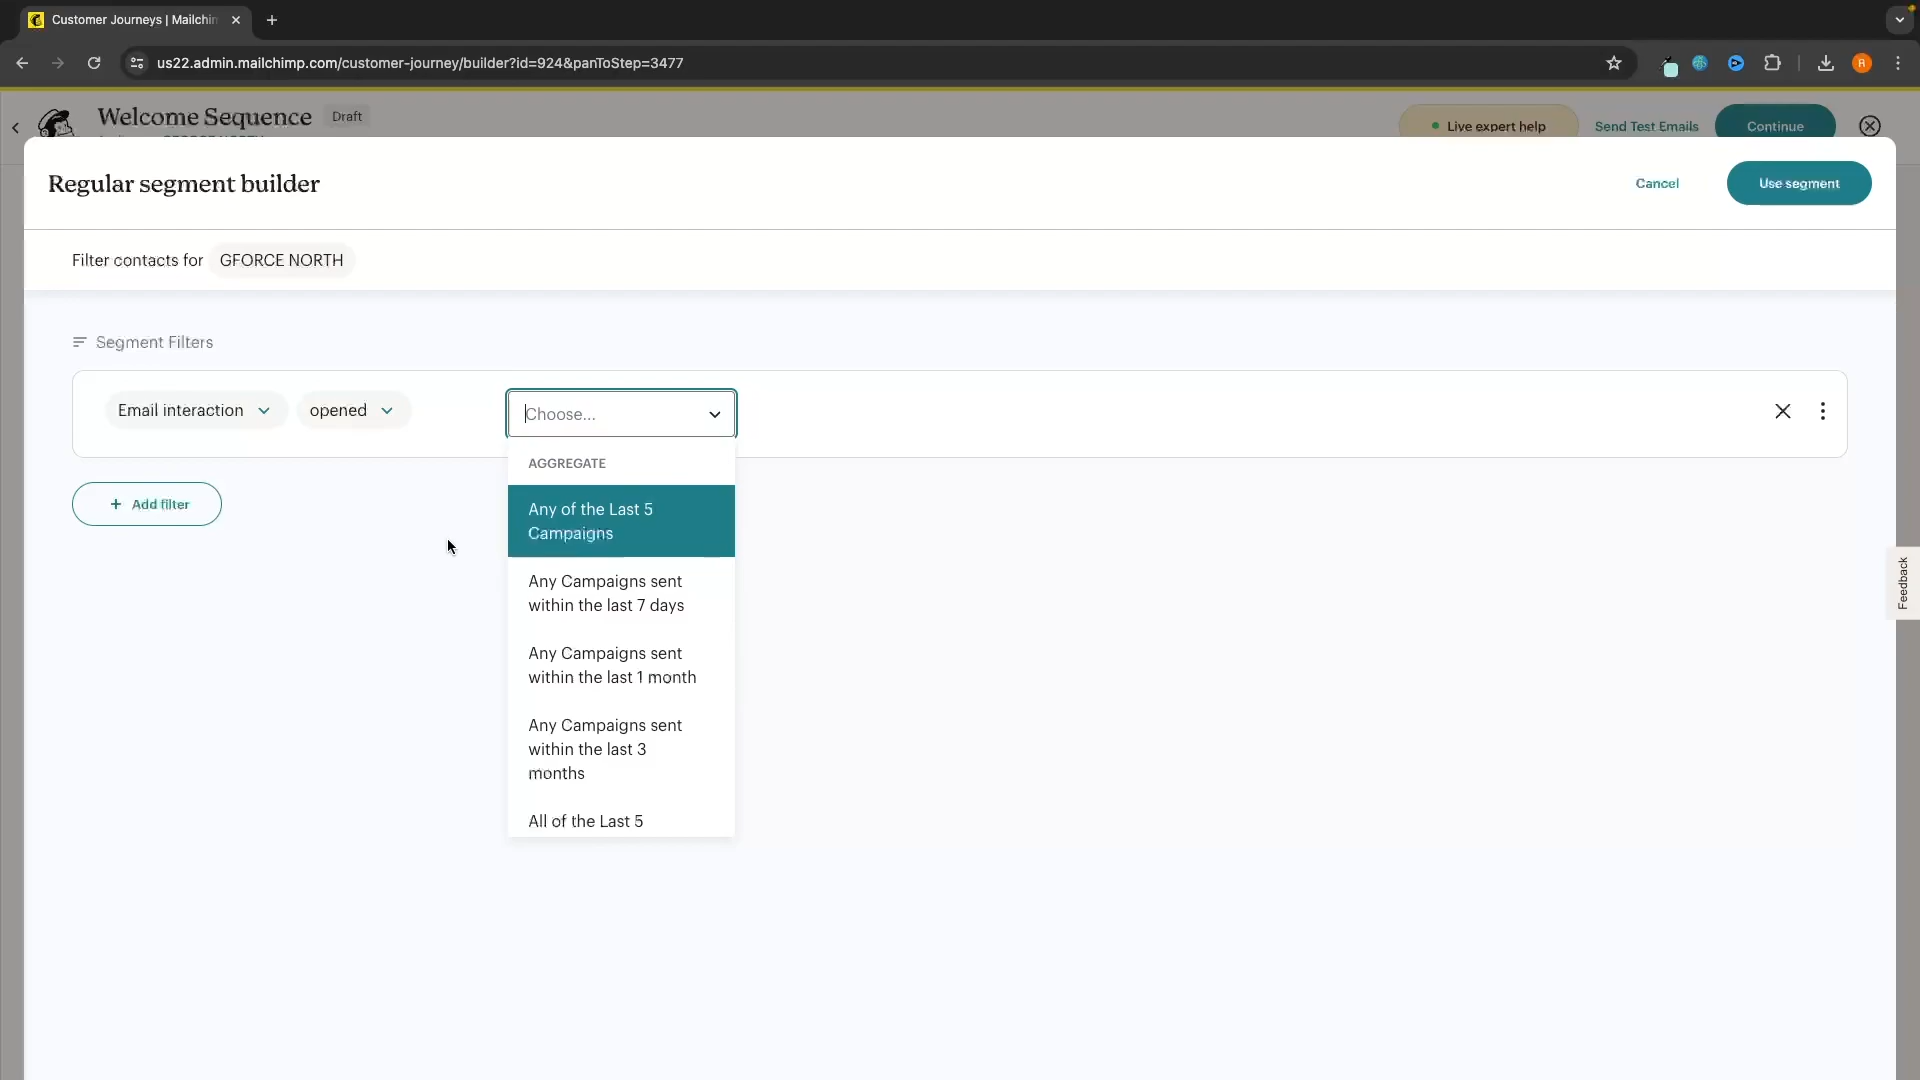 Customer Journeys | Mailchim
us22.admin.mailchimp.com/customer-journey/builder?id=924&panToStep=3477
R
Welcome Sequence
Draft
Live expert help
Send Test Emails
Continue
Regular segment builder
Cancel
Use segment
Filter contacts for GFORCE NORTH
Segment Filters
Email interaction
opened
Choose...
AGGREGATE
Any of the Last 5
Campaigns
Any Campaigns sent
within the last 7 days
Any Campaigns sent
within the last 1 month
Any Campaigns sent
within the last 3
months
All of the Last 5
+ Add filter
Feedback